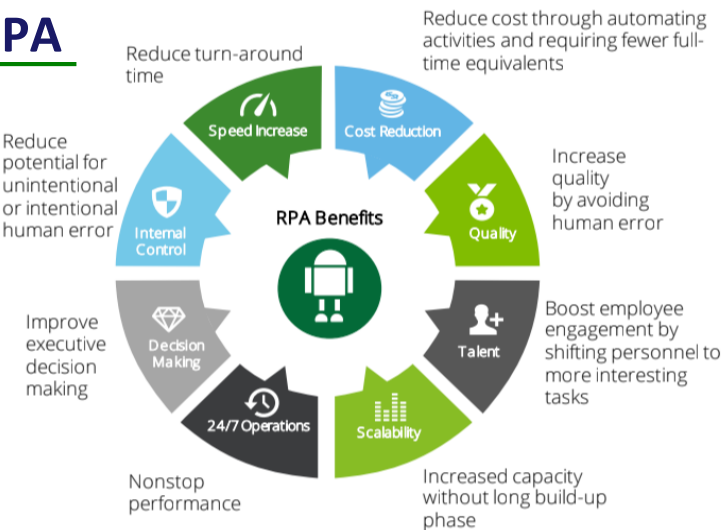 PA
Reduce cost through automating
activities and requiring fewer full-
time equivalents
Reduce turn-around
time
Speed Increase
Cost Reduction
Reduce
potential for
unintentional
or intentional
human error
Internal
Control
Increase
quality
by avoiding
human error
Quality
RPA Benefits
Improve
executive
decision
making
Decision
Making
Boost employee
engagement by
shifting personnel to
more interesting
tasks
Talent
24/7 Operations
Scalability
Nonstop
performance
Increased capacity
without long build-up
phase